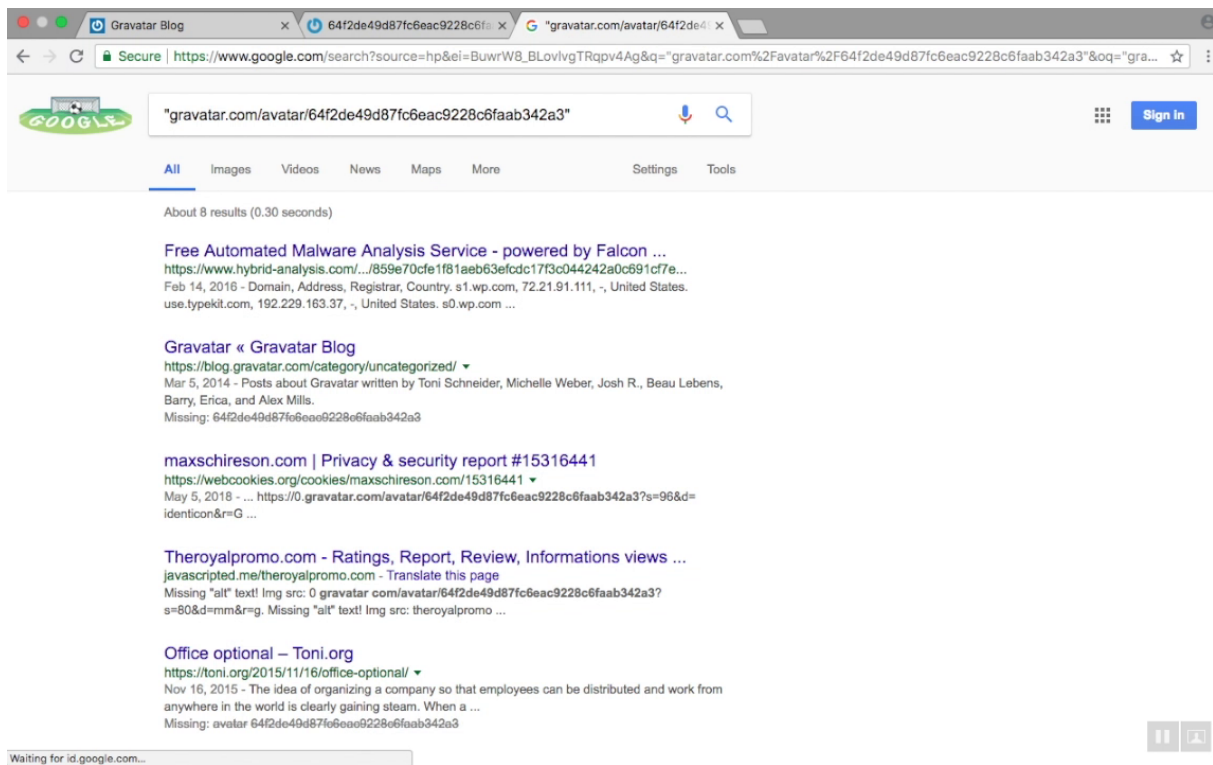 Gravatar Blog
64f2de49d87fc6eac9228c6fa
"gravatar.com/avatar/64f2de4
Secure | https://www.google.com/search?source=hp&ei=BuwrW8_BLovIvgTRqpv4Ag&q="gravatar.com%2Favatar%2F64f2de49d87fc6eac9228c6faab342a3"&oq="gra...
GOOGLE
"gravatar.com/avatar/64f2de49d87fc6eac9228c6faab342a3"
Sign in
All Images Videos News Maps More Settings Tools
About 8 results (0.30 seconds)
Free Automated Malware Analysis Service - powered by Falcon ...
https://www.hybrid-analysis.com/.../859e70cfe1f81aeb63efcdc17f3c044242a0c691cf7e...
Feb 14, 2016 - Domain, Address, Registrar, Country. s1.wp.com, 72.21.91.111, -, United States.
use.typekit.com, 192.229.163.37, -, United States. s0.wp.com ...
Gravatar « Gravatar Blog
https://blog.gravatar.com/category/uncategorized/
Mar 5, 2014 - Posts about Gravatar written by Toni Schneider, Michelle Weber, Josh R., Beau Lebens,
Barry, Erica, and Alex Mills.
Missing: 64f2de49d87fc6eac9228c6faab342a3
maxschireson.com | Privacy & security report #15316441
https://webcookies.org/cookies/maxschireson.com/15316441
May 5, 2018 - ... https://0.gravatar.com/avatar/64f2de49d87fc6eac9228c6faab342a3?s=96&d=
identicon&r=G ...
Theroyalpromo.com - Ratings, Report, Review, Informations views ...
javascripted.me/theroyalpromo.com - Translate this page
Missing "alt" text! Img src: 0 gravatar com/avatar/64f2de49d87fc6eac9228c6faab342a3?
s=80&d=mm&r=g. Missing "alt" text! Img src: theroyalpromo ...
Office optional – Toni.org
https://toni.org/2015/11/16/office-optional/
Nov 16, 2015 - The idea of organizing a company so that employees can be distributed and work from
anywhere in the world is clearly gaining steam. When a ...
Missing: avatar 64f2de49d87fc6eac9228c6faab342a3
Waiting for id.google.com...